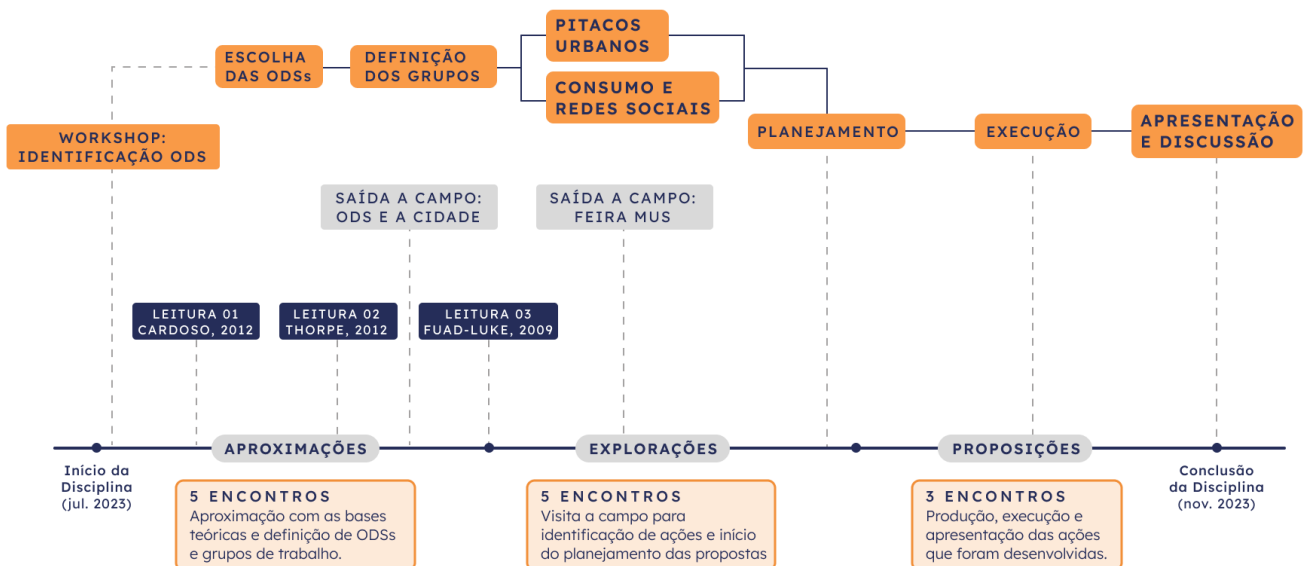 PITACOS
URBANOS
ESCOLHA
DAS ODSs
DEFINIÇÃO
DOS GRUPOS
CONSUMO E
REDES SOCIAIS
WORKSHOP:
IDENTIFICAÇÃO ODS
PLANEJAMENTO
EXECUÇÃO
APRESENTAÇÃO
E DISCUSSÃO
SAÍDA A CAMPO:
ODS E A CIDADE
SAÍDA A CAMPO:
FEIRA MUS
LEITURA 01
CARDOSO, 2012
LEITURA 02
THORPE, 2012
LEITURA 03
FUAD-LUKE, 2009
APROXIMAÇÕES
EXPLORAÇÕES
PROPOSIÇÕES
Início da
Disciplina
(jul. 2023)
5 ENCONTROS
Aproximação com as bases
teóricas e definição de ODSs
e grupos de trabalho.
5 ENCONTROS
Visita a campo para
identificação de ações e início
do planejamento das propostas
3 ENCONTROS
Produção, execução e
apresentação das ações
que foram desenvolvidas.
Conclusão
da Disciplina
(nov. 2023)